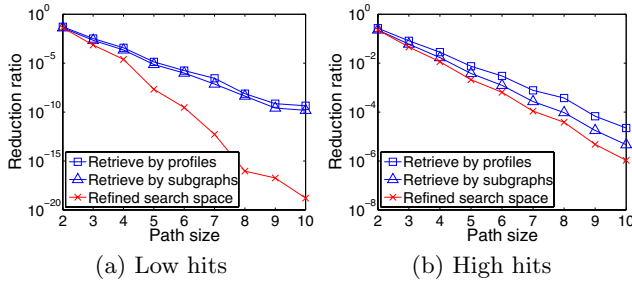 10^0
10^-5
10^-10
10^-15
10^-20
Reduction ratio
Retrieve by profiles
Retrieve by subgraphs
Refined search space
2 3 4 5 6 7 8 9 10
Path size
(a) Low hits
10^0
10^-2
10^-4
10^-6
10^-8
Reduction ratio
Retrieve by profiles
Retrieve by subgraphs
Refined search space
2 3 4 5 6 7 8 9 10
Path size
(b) High hits